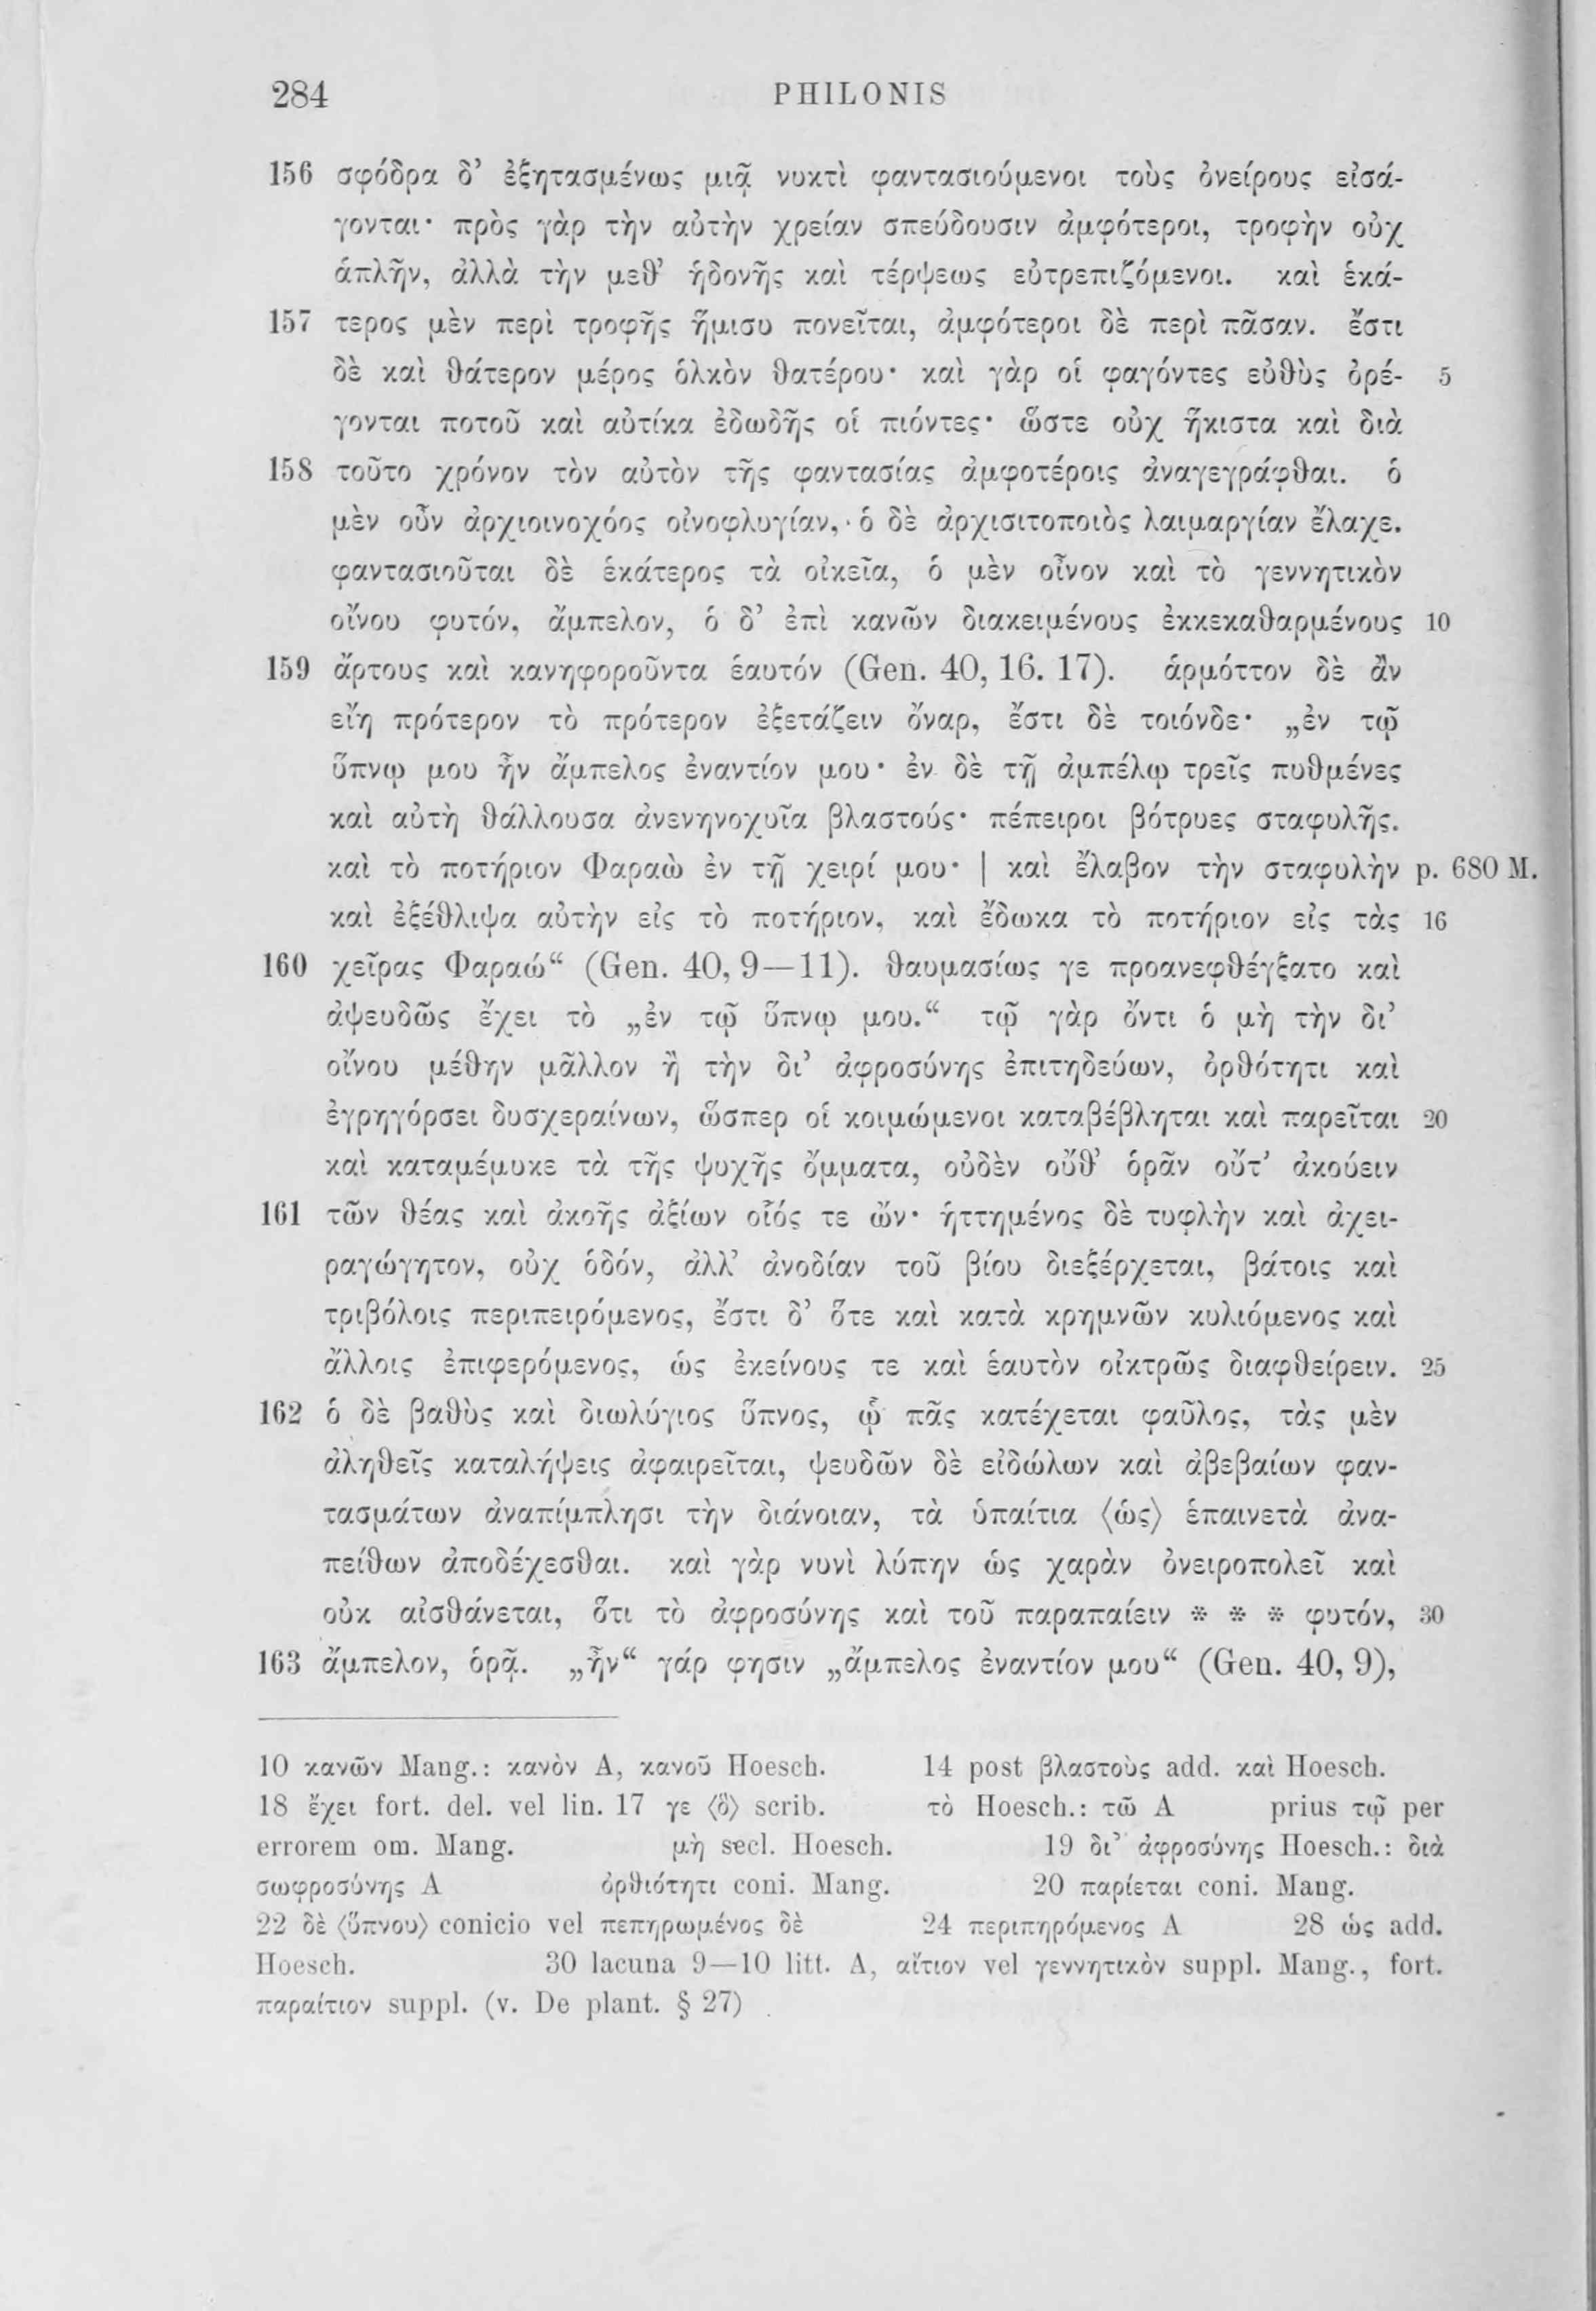 284 PHILONIS
156 σφόδρα δ’ ἐξητασμένως μιᾷ νυκτὶ φαντασιούμενοι τοὺς ὀνείρους εἰσά-
γονται· πρὸς γὰρ τὴν αὐτὴν χρείαν σπεύδουσιν ἀμφότεροι, τροφὴν οὐχ
ἁπλῆν, ἀλλὰ τὴν μεθ’ ἡδονῆς καὶ τέρψεως εὐτρεπιζόμενοι. καὶ ἑκά-
157 τερος μὲν περὶ τροφῆς ἥμισυ πονεῖται, ἀμφότεροι δὲ περὶ πᾶσαν. ἔστι
δὲ καὶ θάτερον μέρος ὁλκὸν θατέρου· καὶ γὰρ οἱ φαγόντες εὐθὺς ὀρέ- 5
γονται ποτοῦ καὶ αὐτίκα ἐδωδῆς οἱ πιόντες· ὥστε οὐχ ἥκιστα καὶ διὰ
158 τοῦτο χρόνον τὸν αὐτὸν τῆς φαντασίας ἀμφοτέροις ἀναγεγράφθαι. ὁ
μὲν οὖν ἀρχιοινοχόος οἰνοφλυγίαν, ὁ δὲ ἀρχισιτοποιὸς λαιμαργίαν ἔλαχε.
φαντασιοῦται δὲ ἑκάτερος τὰ οἰκεῖα, ὁ μὲν οἶνον καὶ τὸ γεννητικὸν
οἴνου φυτόν, ἄμπελον, ὁ δ’ ἐπὶ κανῶν διακειμένους ἐκκεκαθαρμένους 10
159 ἄρτους καὶ κανηφοροῦντα ἑαυτόν (Gen. 40, 16. 17). ἁρμόττον δὲ ἂν
εἴη πρότερον τὸ πρότερον ἐξετάζειν ὄναρ, ἔστι δὲ τοιόνδε· „ἐν τῷ
ὕπνῳ μου ἦν ἄμπελος ἐναντίον μου· ἐν δὲ τῇ ἀμπέλῳ τρεῖς πυθμένες
καὶ αὐτὴ θάλλουσα ἀνενηνοχυῖα βλαστούς· πέπειροι βότρυες σταφυλῆς.
καὶ τὸ ποτήριον Φαραὼ ἐν τῇ χειρί μου· | καὶ ἔλαβον τὴν σταφυλὴν p. 680 M.
καὶ ἐξέθλιψα αὐτὴν εἰς τὸ ποτήριον, καὶ ἔδωκα τὸ ποτήριον εἰς τὰς 16
160 χεῖρας Φαραώ“ (Gen. 40, 9—11). θαυμασίως γε προανεφθέγξατο καὶ
ἀψευδῶς ἔχει τὸ „ἐν τῷ ὕπνῳ μου.“ τῷ γὰρ ὄντι ὁ μὴ τὴν δι’
οἴνου μέθην μᾶλλον ἢ τὴν δι’ ἀφροσύνης ἐπιτηδεύων, ὀρθότητι καὶ
ἐγρηγόρσει δυσχεραίνων, ὥσπερ οἱ κοιμώμενοι καταβέβληται καὶ παρεῖται 20
καὶ καταμέμυκε τὰ τῆς ψυχῆς ὄμματα, οὐδὲν οὔθ’ ὁρᾶν οὔτ’ ἀκούειν
161 τῶν θέας καὶ ἀκοῆς ἀξίων οἷός τε ὤν· ἡττημένος δὲ τυφλὴν καὶ ἀχει-
ραγώγητον, οὐχ ὁδόν, ἀλλ’ ἀνοδίαν τοῦ βίου διεξέρχεται, βάτοις καὶ
τριβόλοις περιπειρόμενος, ἔστι δ’ ὅτε καὶ κατὰ κρημνῶν κυλιόμενος καὶ
ἄλλοις ἐπιφερόμενος, ὡς ἐκείνους τε καὶ ἑαυτὸν οἰκτρῶς διαφθείρειν. 25
162 ὁ δὲ βαθὺς καὶ διωλύγιος ὕπνος, ᾧ πᾶς κατέχεται φαῦλος, τὰς μὲν
ἀληθεῖς καταλήψεις ἀφαιρεῖται, ψευδῶν δὲ εἰδώλων καὶ ἀβεβαίων φαν-
τασμάτων ἀναπίμπλησι τὴν διάνοιαν, τὰ ὑπαίτια ⟨ὡς⟩ ἐπαινετὰ ἀνα-
πείθων ἀποδέχεσθαι. καὶ γὰρ νυνὶ λύπην ὡς χαρὰν ὀνειροπολεῖ καὶ
οὐκ αἰσθάνεται, ὅτι τὸ ἀφροσύνης καὶ τοῦ παραπαίειν * * * φυτόν, 30
163 ἄμπελον, ὁρᾷ. „ἦν“ γάρ φησιν „ἄμπελος ἐναντίον μου“ (Gen. 40, 9),
10 κανῶν Mang.: κανὸν A, κανοῦ Hoesch. 14 post βλαστοὺς add. καὶ Hoesch.
18 ἔχει fort. del. vel lin. 17 γε ⟨ὃ⟩ scrib. τὸ Hoesch.: τῶ A prius τῷ per
errorem om. Mang. μὴ secl. Hoesch. 19 δι’ ἀφροσύνης Hoesch.: διὰ
σωφροσύνης A ὀρθιότητι coni. Mang. 20 παρίεται coni. Mang.
22 δὲ ⟨ὕπνου⟩ conicio vel πεπηρωμένος δὲ 24 περιπηρόμενος A 28 ὡς add.
Hoesch. 30 lacuna 9—10 litt. A, αἴτιον vel γεννητικὸν suppl. Mang., fort.
παραίτιον suppl. (v. De plant. § 27)